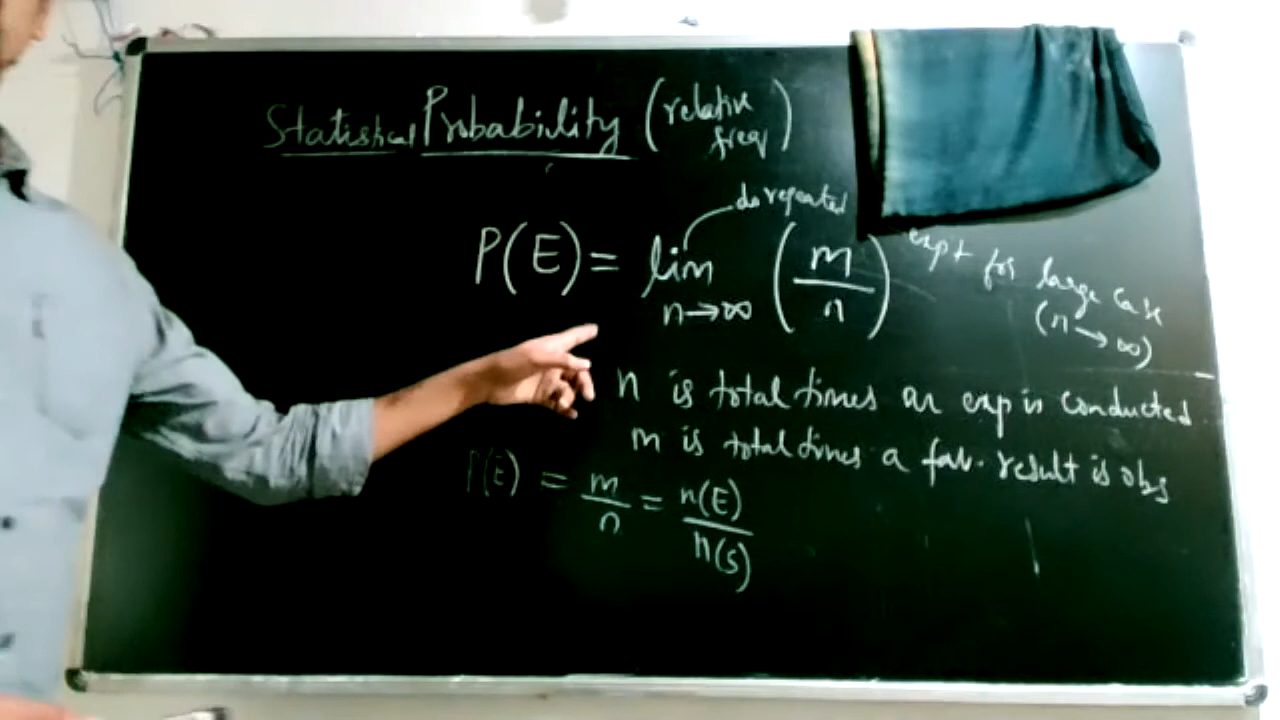 Statistical Probability (relative freq)
do repeated expt for large case (n→∞)
P(E) = lim n→∞ (m/n)
n is total times an exp is conducted
m is total times a fav. result is obs
P(E) = m/n = n(E)/n(S)